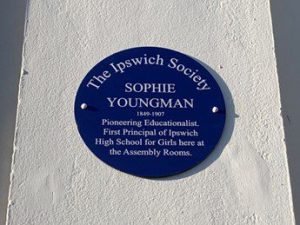 The Ipswich Society
SOPHIE
YOUNGMAN
1849-1907
Pioneering Educationalist.
First Principal of Ipswich
High School for Girls here at
the Assembly Rooms.